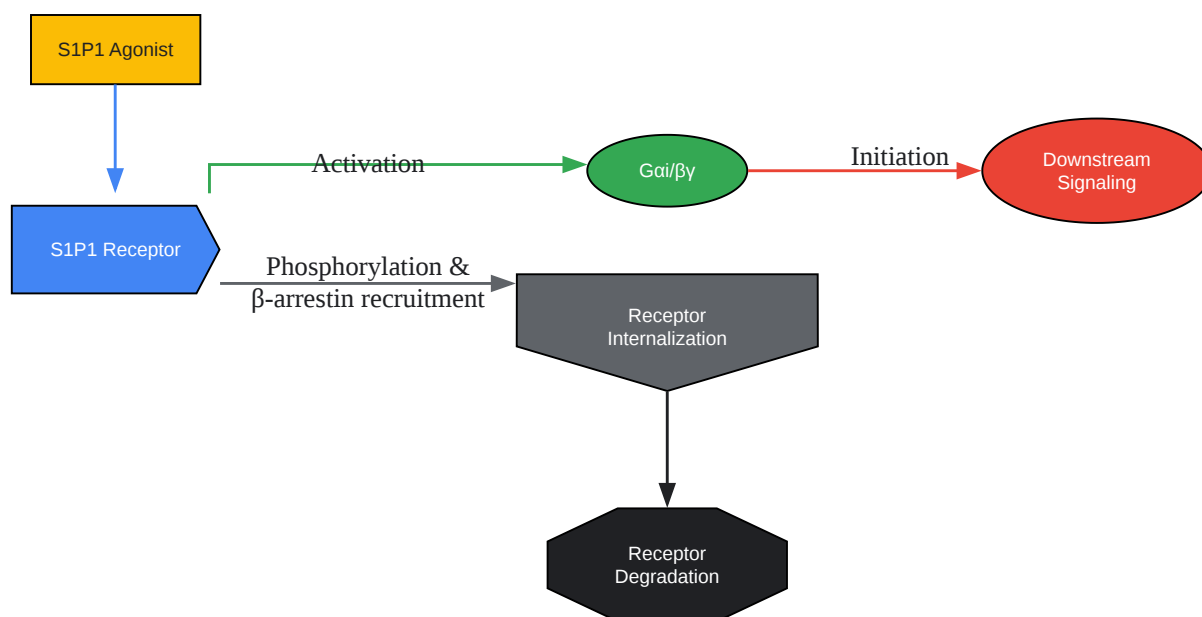 S1P1 Agonist
Activation
Gαi/βγ
Initiation
Downstream
Signaling
S1P1 Receptor
Phosphorylation &
β-arrestin recruitment
Receptor
Internalization
Receptor
Degradation